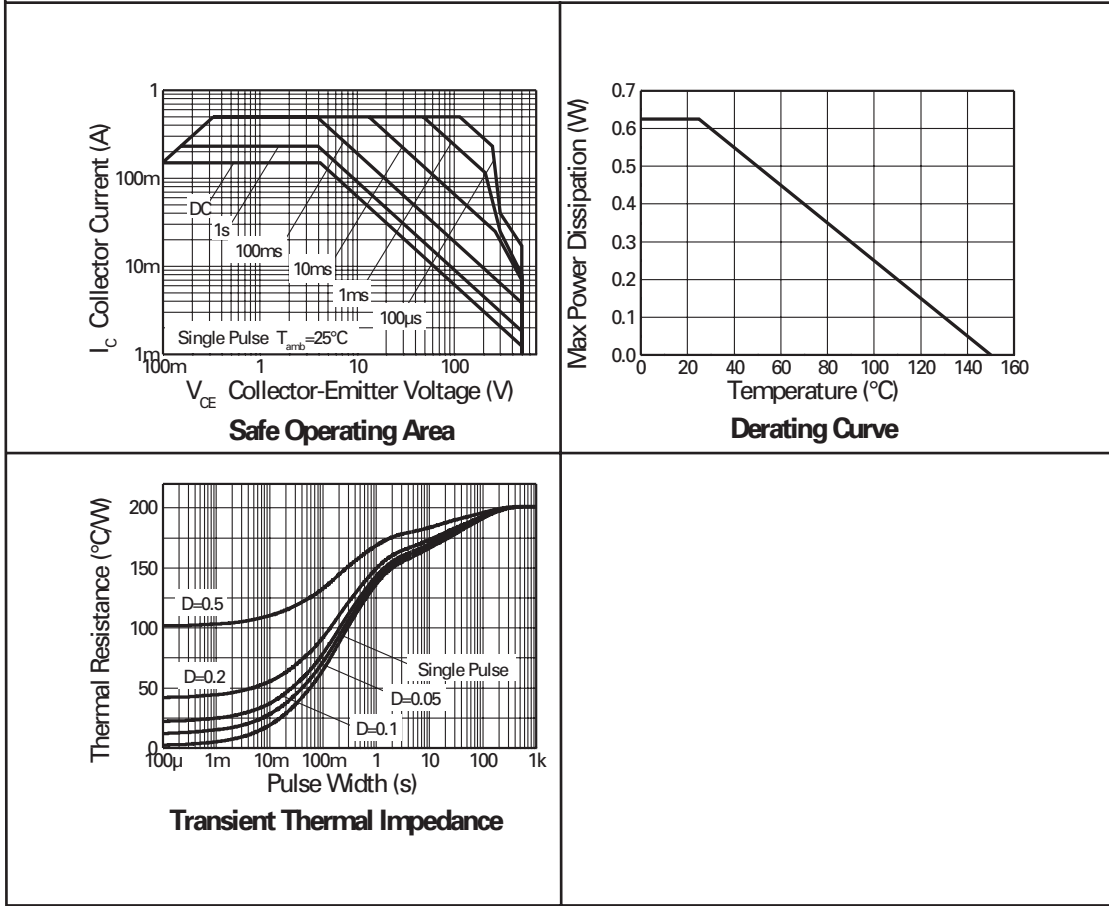 I_C Collector Current (A)
1
100m
10m
1m
DC
1s
100ms
10ms
1ms
100µs
Single Pulse T_amb=25°C
100m 1 10 100
V_CE Collector-Emitter Voltage (V)
Safe Operating Area
Max Power Dissipation (W)
0.7
0.6
0.5
0.4
0.3
0.2
0.1
0.0
0 20 40 60 80 100 120 140 160
Temperature (°C)
Derating Curve
Thermal Resistance (°C/W)
200
150
100
50
0
D=0.5
D=0.2
Single Pulse
D=0.05
D=0.1
100µ 1m 10m 100m 1 10 100 1k
Pulse Width (s)
Transient Thermal Impedance